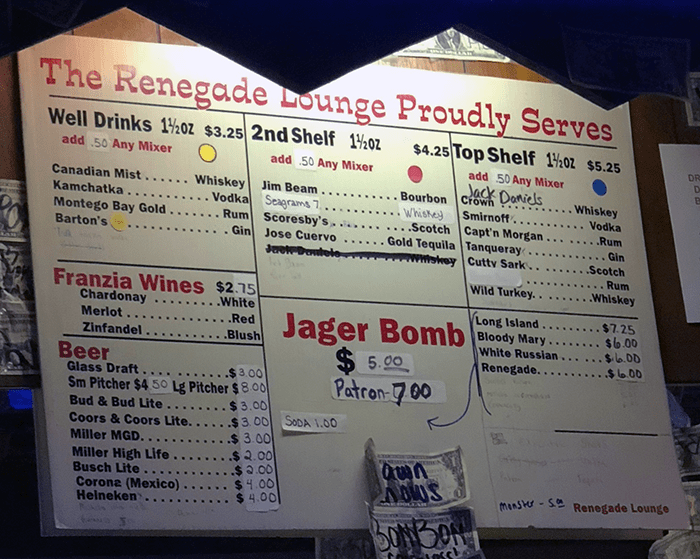 The Renegade Lounge Proudly Serves
Well Drinks 1½oz $3.25
add .50 Any Mixer
Canadian Mist ...... Whiskey
Kamchatka ............ Vodka
Montego Bay Gold ..... Rum
Barton's ............ Gin
Franzia Wines $2.75
Chardonay ........... White
Merlot ............... Red
Zinfandel ........... Blush
Beer
Glass Draft ............ $3.00
Sm Pitcher $4 50 Lg Pitcher $8 00
Bud & Bud Lite ........ $3.00
Coors & Coors Lite..... $3.00
Miller MGD............. $3.00
Miller High Life ....... $2.00
Busch Lite ............ $2.00
Corona (Mexico) ....... $4.00
Heineken .............. $4.00
2nd Shelf 1½oz $4.25
add .50 Any Mixer
Jim Beam ............ Bourbon
Seagrams 7 Whiskey
Scoresby's ............ Scotch
Jose Cuervo ...... Gold Tequila
Jack Daniels .......... Whiskey
Jager Bomb
$ 5.00
Patron-7.00
SODA 1.00
Top Shelf 1½oz $5.25
add .50 Any Mixer
Jack Daniels
Crown ............ Whiskey
Smirnoff ............. Vodka
Capt'n Morgan ........ Rum
Tanqueray ............. Gin
Cutty Sark .......... Scotch
Rum
Wild Turkey. ........ Whiskey
Long Island ........... $7.25
Bloody Mary .......... $6.00
White Russian ........ $6.00
Renegade............. $6.00
monster - 5.00
Renegade Lounge
BON BON